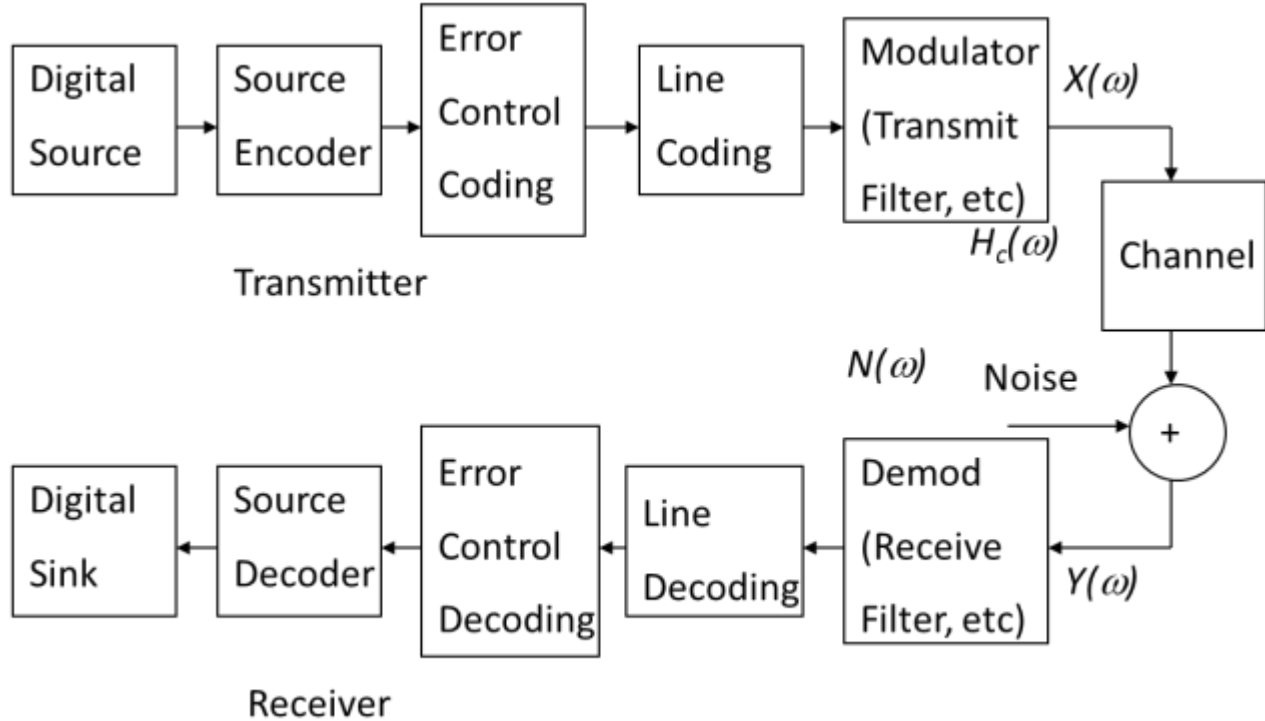 Digital
Source
Source
Encoder
Error
Control
Coding
Line
Coding
Modulator
(Transmit
Filter, etc)
X(ω)
H_c(ω)
Channel
Transmitter
N(ω)
Noise
+
Digital
Sink
Source
Decoder
Error
Control
Decoding
Line
Decoding
Demod
(Receive
Filter, etc)
Y(ω)
Receiver